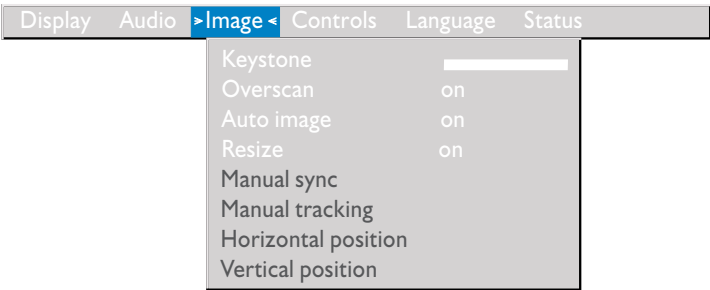 Display Audio >Image< Controls Language Status
Keystone
Overscan on
Auto image on
Resize on
Manual sync
Manual tracking
Horizontal position
Vertical position